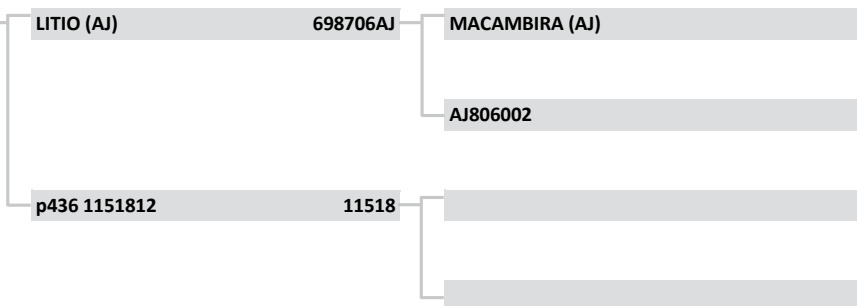 LITIO (AJ) 698706AJ MACAMBIRA (AJ)
AJ806002
p436 1151812 11518